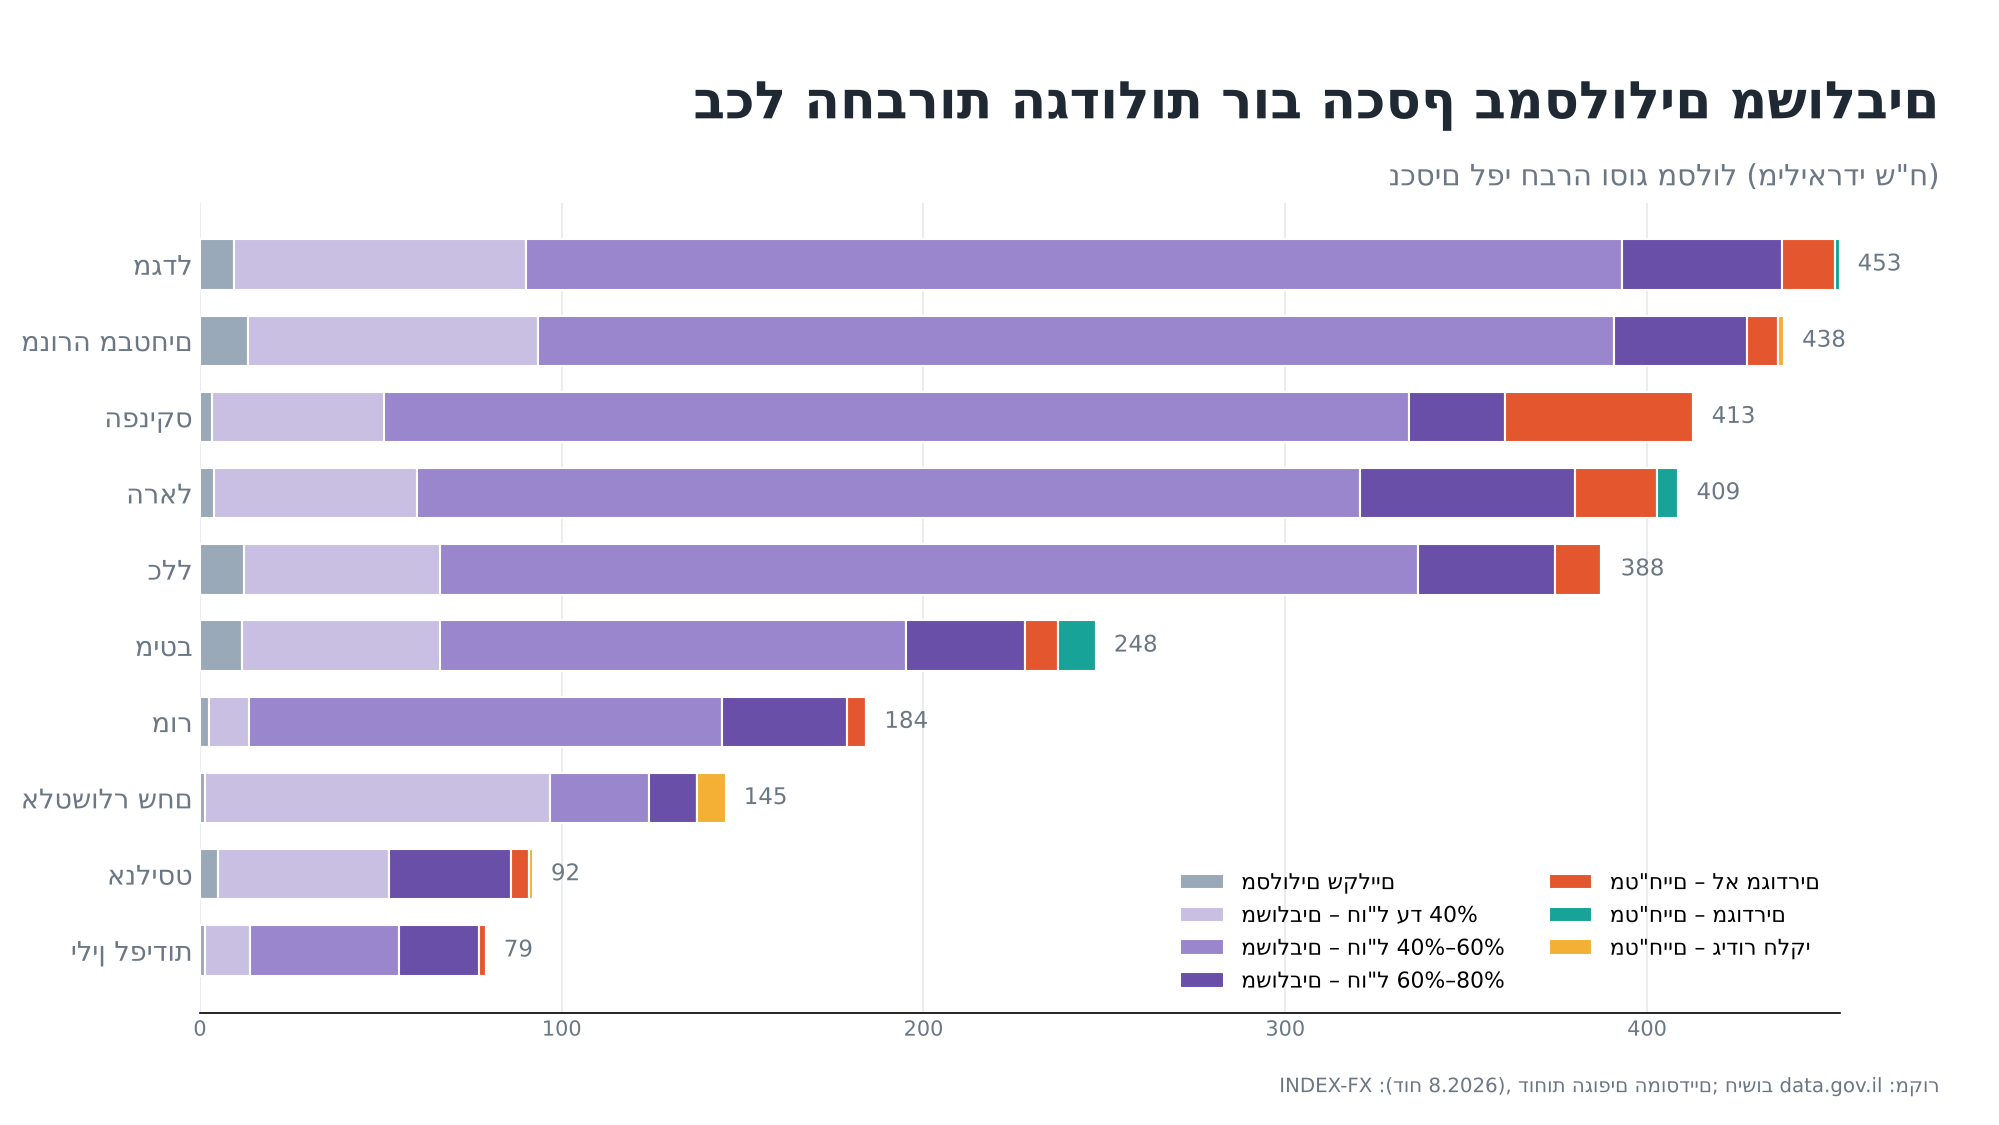 בכל החברות הגדולות רוב הכסף במסלולים משולבים
נכסים לפי חברה וסוג מסלול (מיליארדי ש"ח)
מגדל 453
מנורה מבטחים 438
הפניקס 413
הראל 409
כלל 388
מיטב 248
מור 184
אלטשולר שחם 145
אנליסט 92
ילין לפידות 79
מסלולים שקליים
משולבים – חו"ל עד 40%
משולבים – חו"ל 40%–60%
משולבים – חו"ל 60%–80%
מט"חיים – לא מגודרים
מט"חיים – מגודרים
מט"חיים – גידור חלקי
0 100 200 300 400
מקור: data.gov.il (דוח 8.2026), דוחות הגופים המוסדיים; חישוב: INDEX-FX